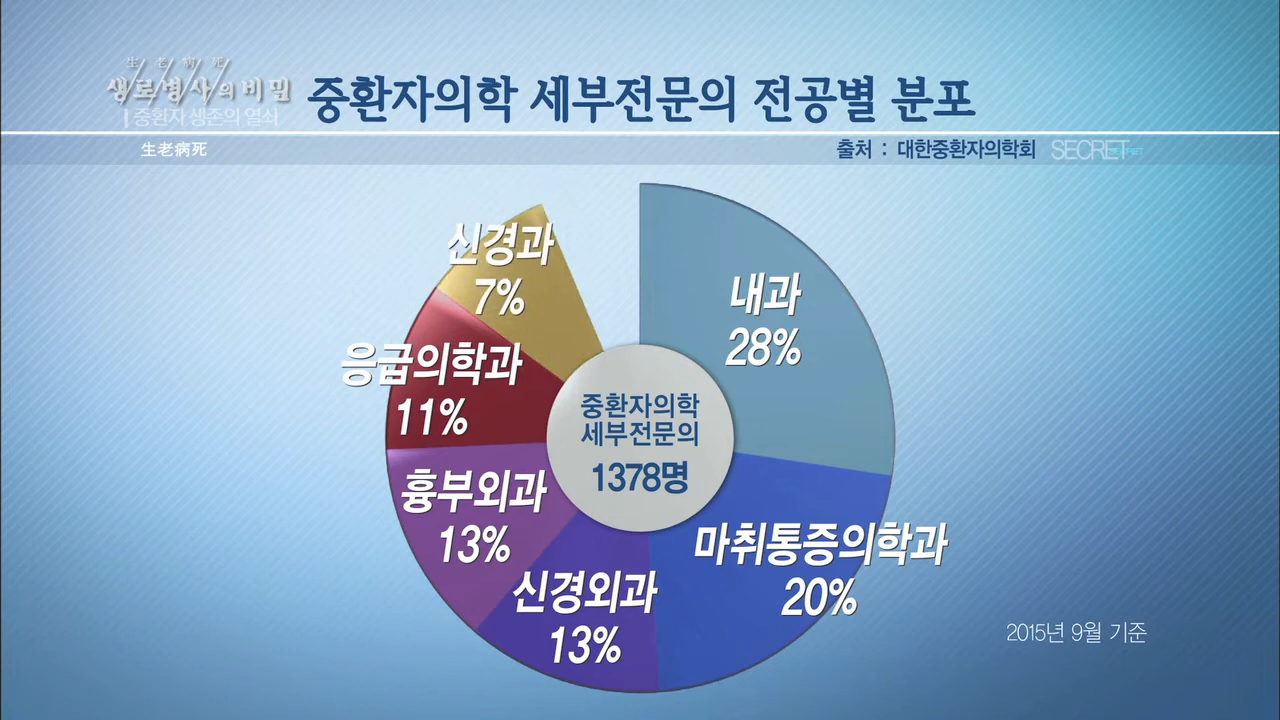 生老病死
생로병사의 비밀
중환자 생존의 열쇠
중환자의학 세부전문의 전공별 분포
生老病死
출처 : 대한중환자의학회
SECRET
신경과
7%
내과
28%
응급의학과
11%
중환자의학
세부전문의
1378명
흉부외과
13%
마취통증의학과
20%
신경외과
13%
2015년 9월 기준